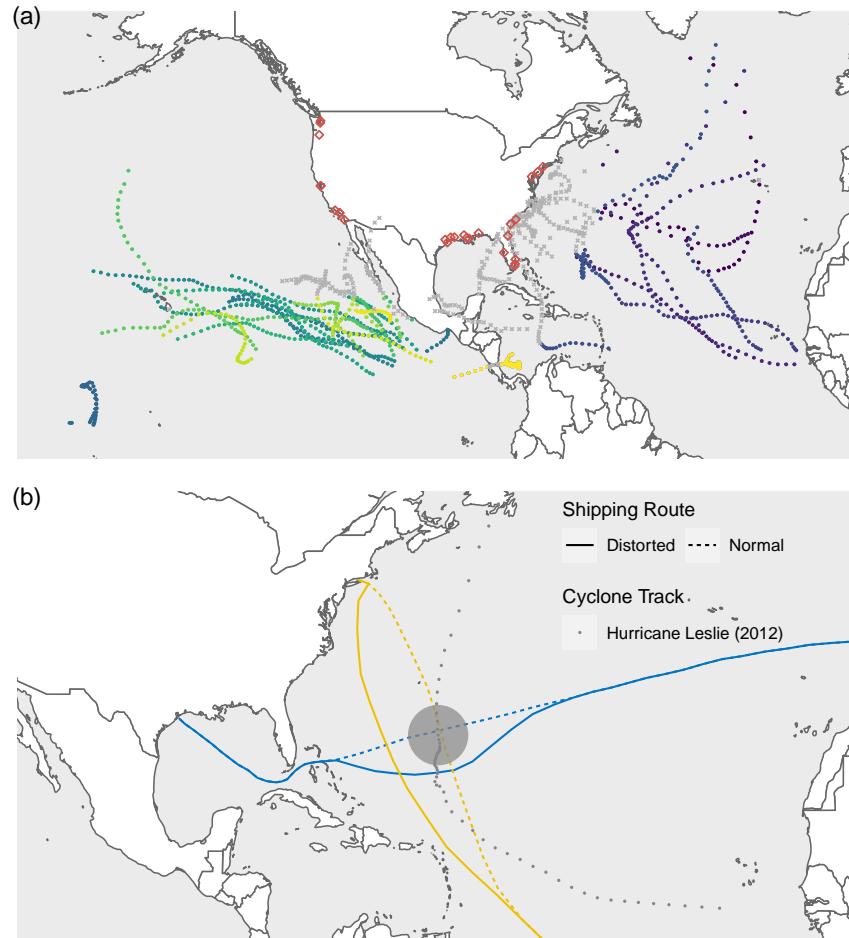 (a)
(b)
Shipping Route
Distorted Normal
Cyclone Track
Hurricane Leslie (2012)